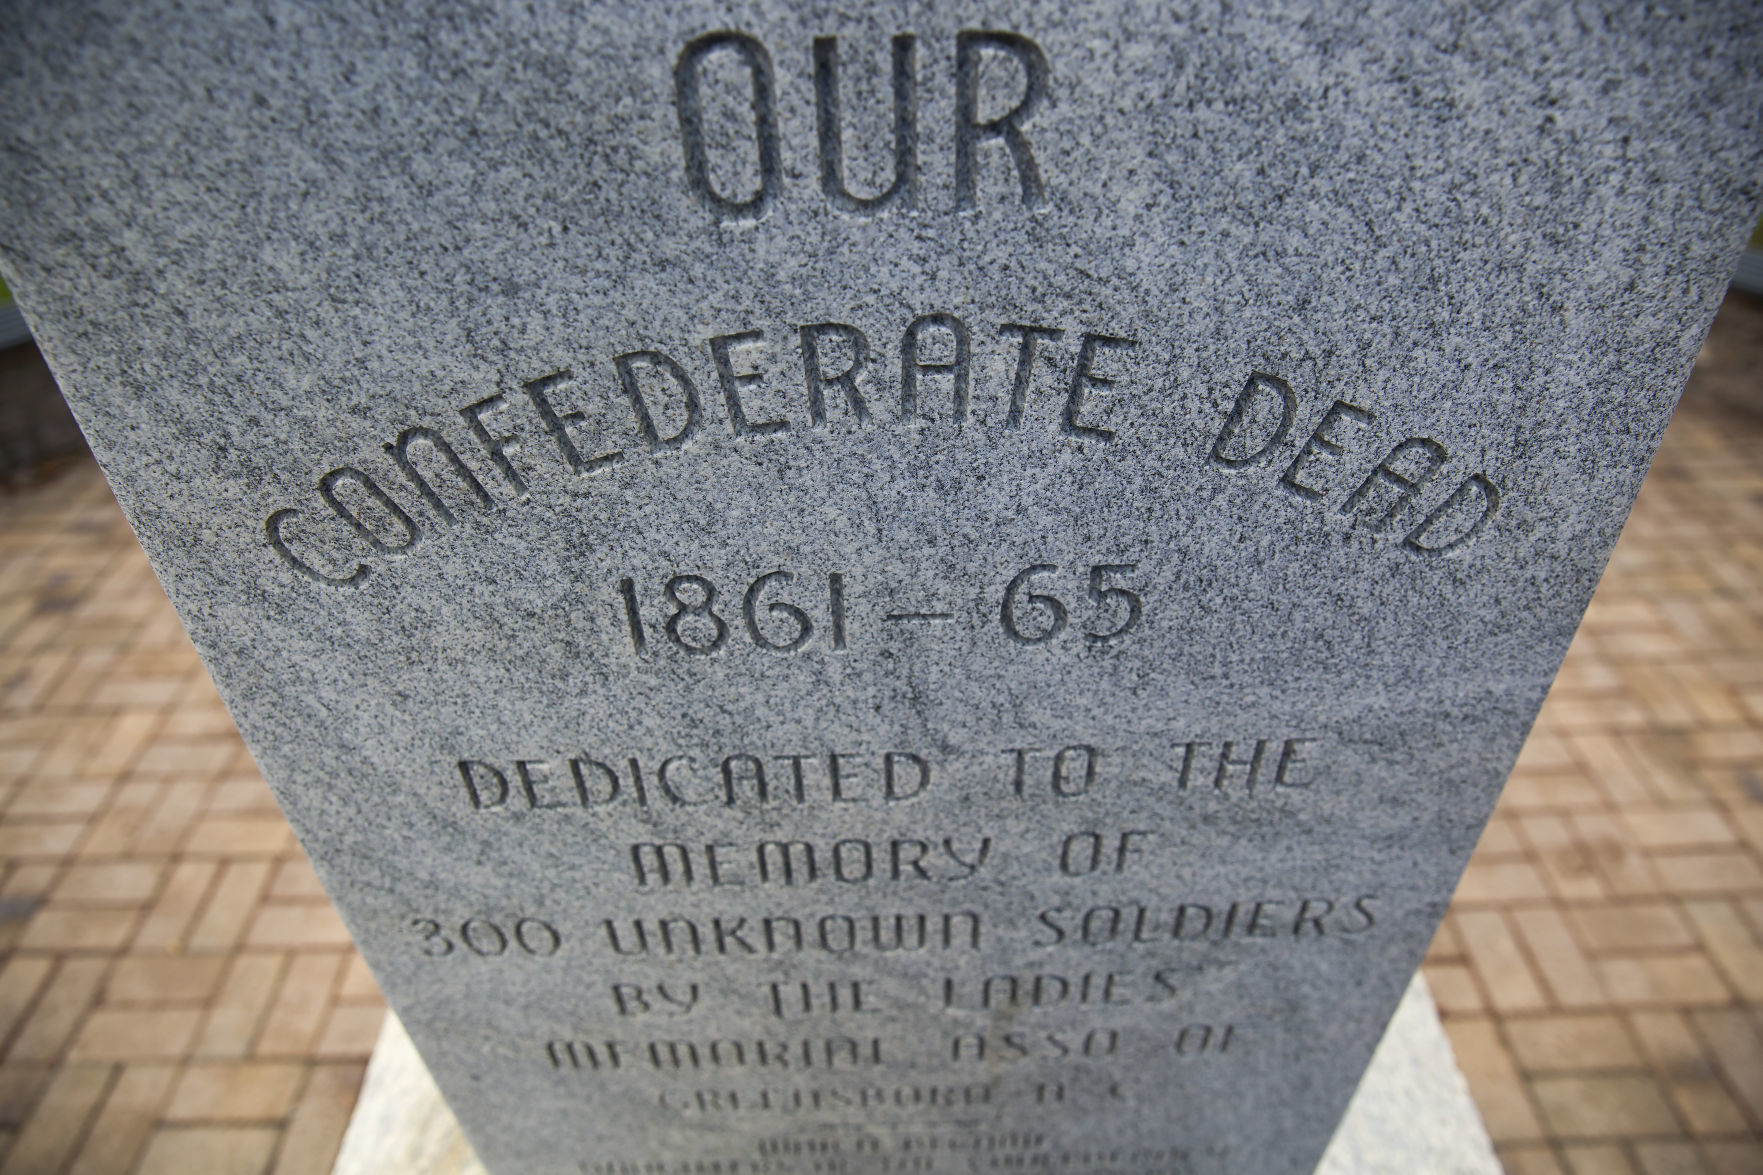 OUR
CONFEDERATE DEAD
1861 – 65
DEDICATED TO THE
MEMORY OF
300 UNKNOWN SOLDIERS
BY THE LADIES
MEMORIAL ASSO OF
GREENSBORO N C